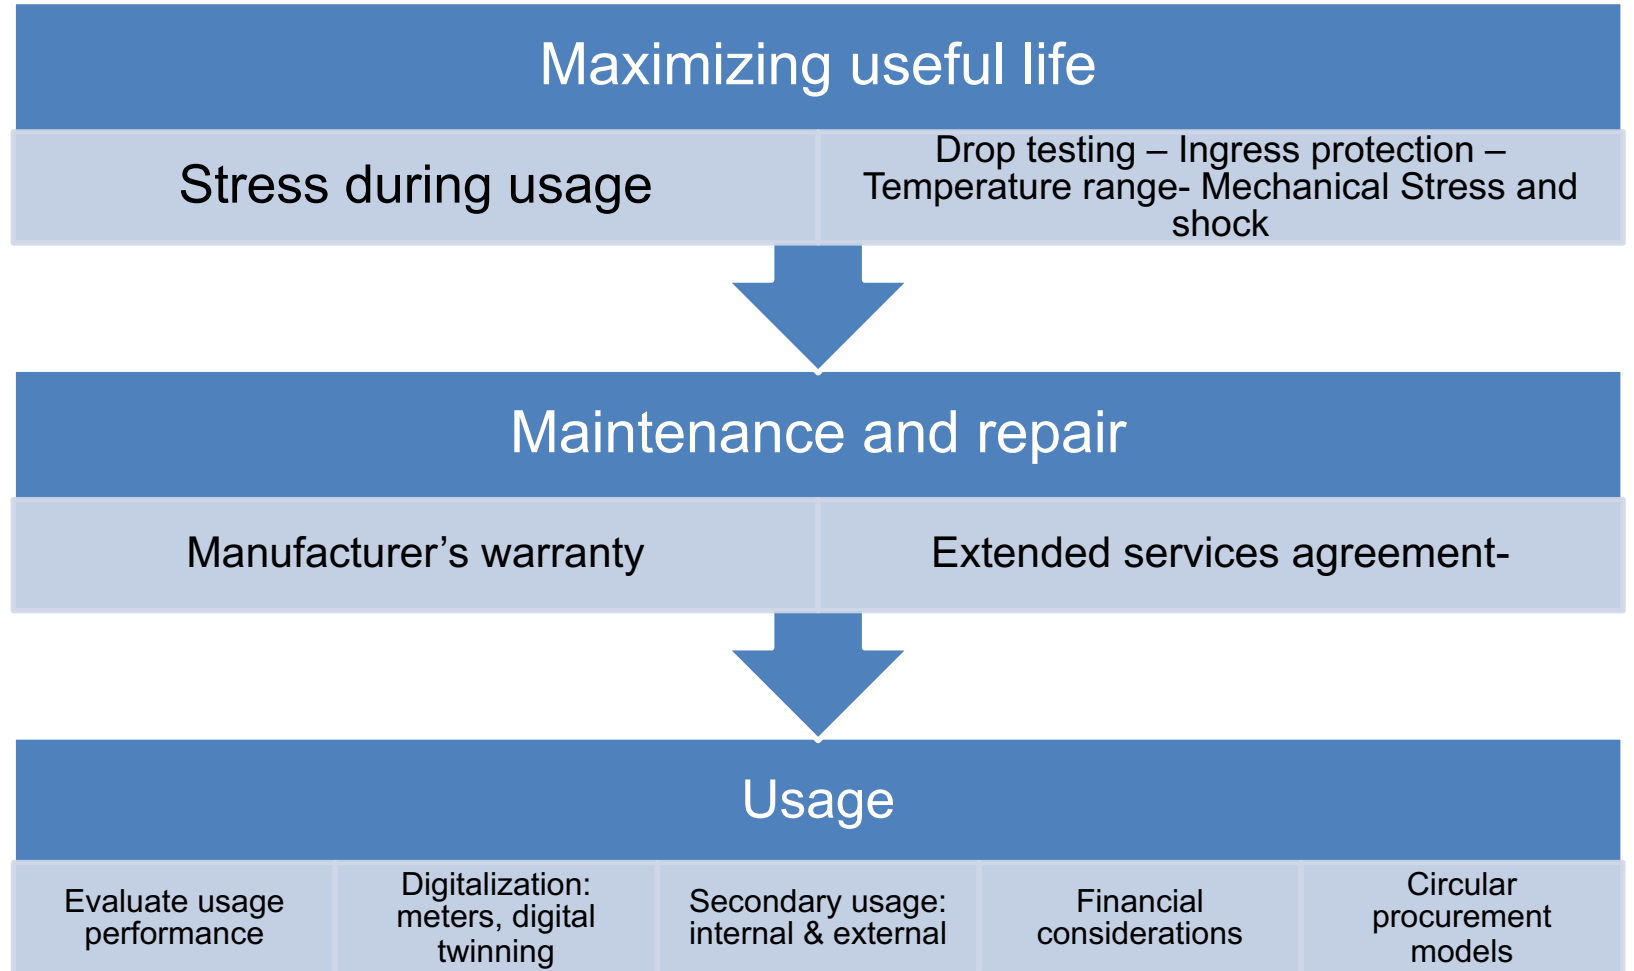 Maximizing useful life
Stress during usage
Drop testing – Ingress protection –
Temperature range- Mechanical Stress and
shock
Maintenance and repair
Manufacturer’s warranty
Extended services agreement-
Usage
Evaluate usage
performance
Digitalization:
meters, digital
twinning
Secondary usage:
internal & external
Financial
considerations
Circular
procurement
models